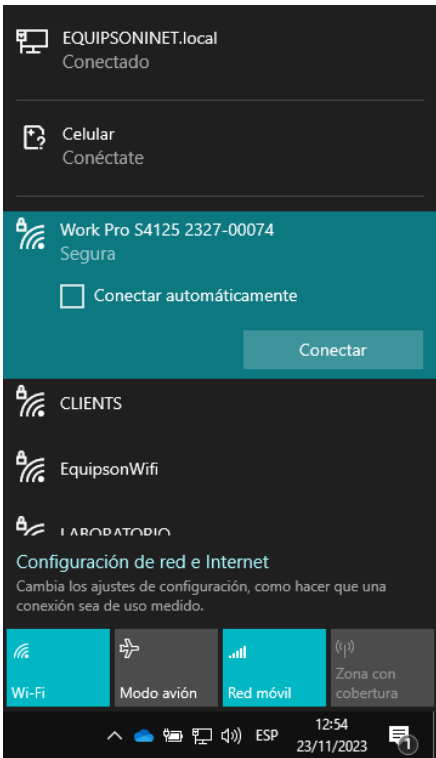 EQUIPSONINET.local
Conectado
Celular
Conéctate
Work Pro S4125 2327-00074
Segura
Conectar automáticamente
Conectar
CLIENTS
EquipsonWifi
LABORATORIO
Configuración de red e Internet
Cambia los ajustes de configuración, como hacer que una
conexión sea de uso medido.
Wi-Fi
Modo avión
Red móvil
Zona con
cobertura
ESP
12:54
23/11/2023
1